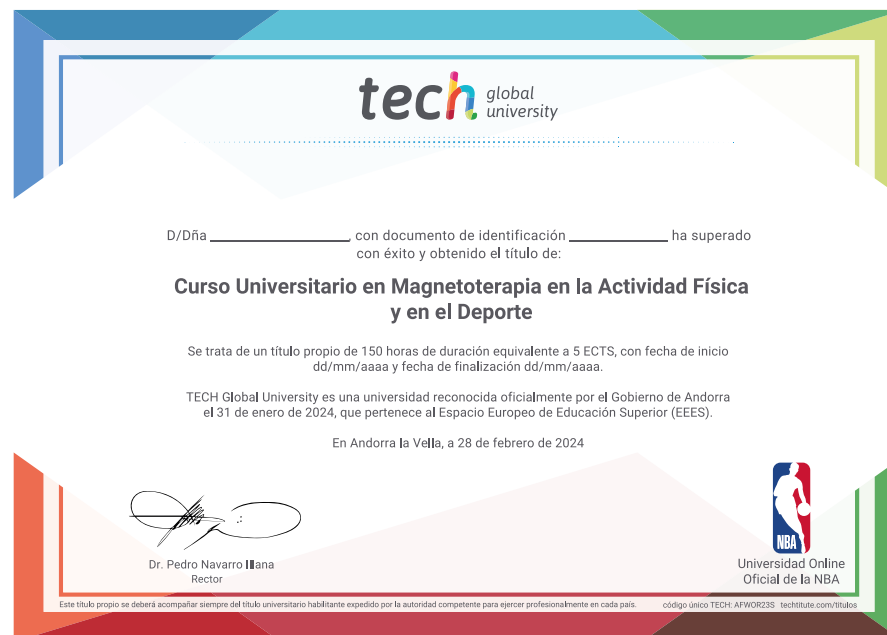 tech global university
D/Dña ____________________, con documento de identificación ______________ ha superado
con éxito y obtenido el título de:
Curso Universitario en Magnetoterapia en la Actividad Física
y en el Deporte
Se trata de un título propio de 150 horas de duración equivalente a 5 ECTS, con fecha de inicio
dd/mm/aaaa y fecha de finalización dd/mm/aaaa.
TECH Global University es una universidad reconocida oficialmente por el Gobierno de Andorra
el 31 de enero de 2024, que pertenece al Espacio Europeo de Educación Superior (EEES).
En Andorra la Vella, a 28 de febrero de 2024
Dr. Pedro Navarro Illana
Rector
NBA
Universidad Online
Oficial de la NBA
Este título propio se deberá acompañar siempre del título universitario habilitante expedido por la autoridad competente para ejercer profesionalmente en cada país. código único TECH: AFWOR23S techtitute.com/titulos